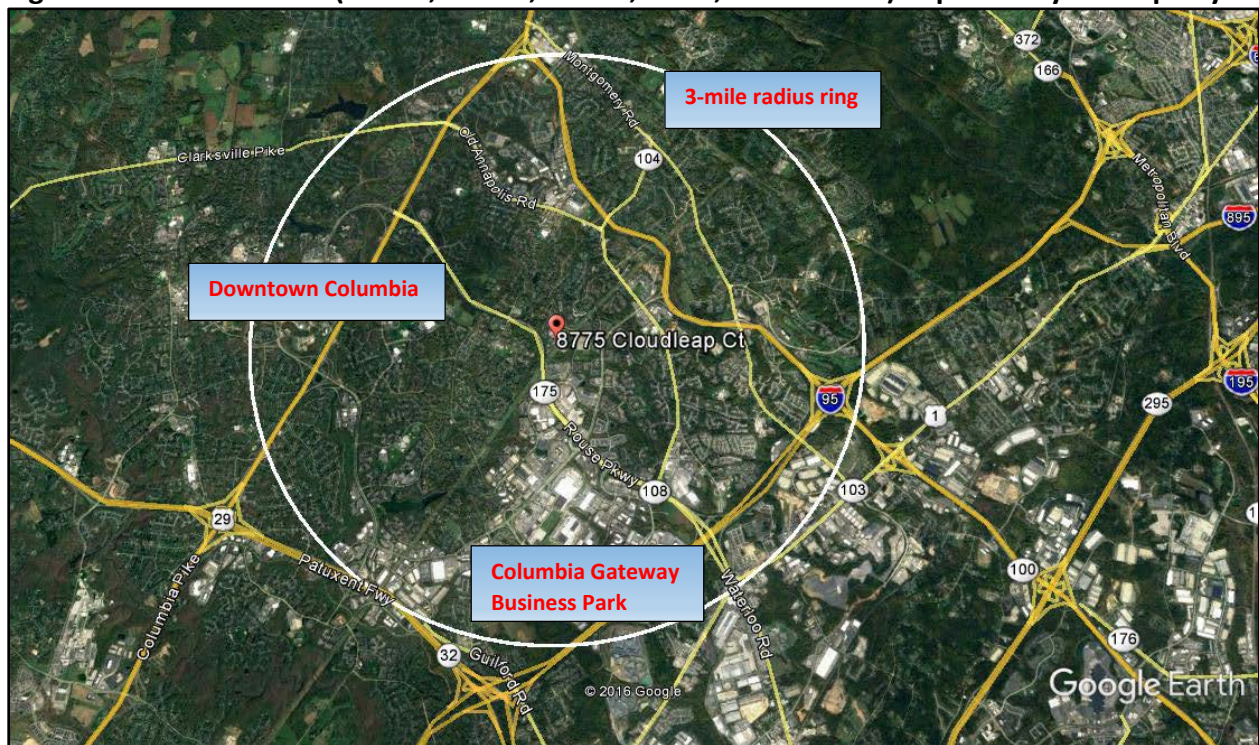 372
166
Montgomery Rd
3-mile radius ring
104
Clarksville Pike
Old Annapolis Rd
Metropolitan Blvd
895
Downtown Columbia
8775 Cloudleap Ct
175
95
1
295
195
Rouse Pkwy
108
103
29
Columbia Gateway
Business Park
Patuxent Fwy
Columbia Pike
Waterloo Rd
100
32
Guilford Rd
176
© 2016 Google
Google Earth